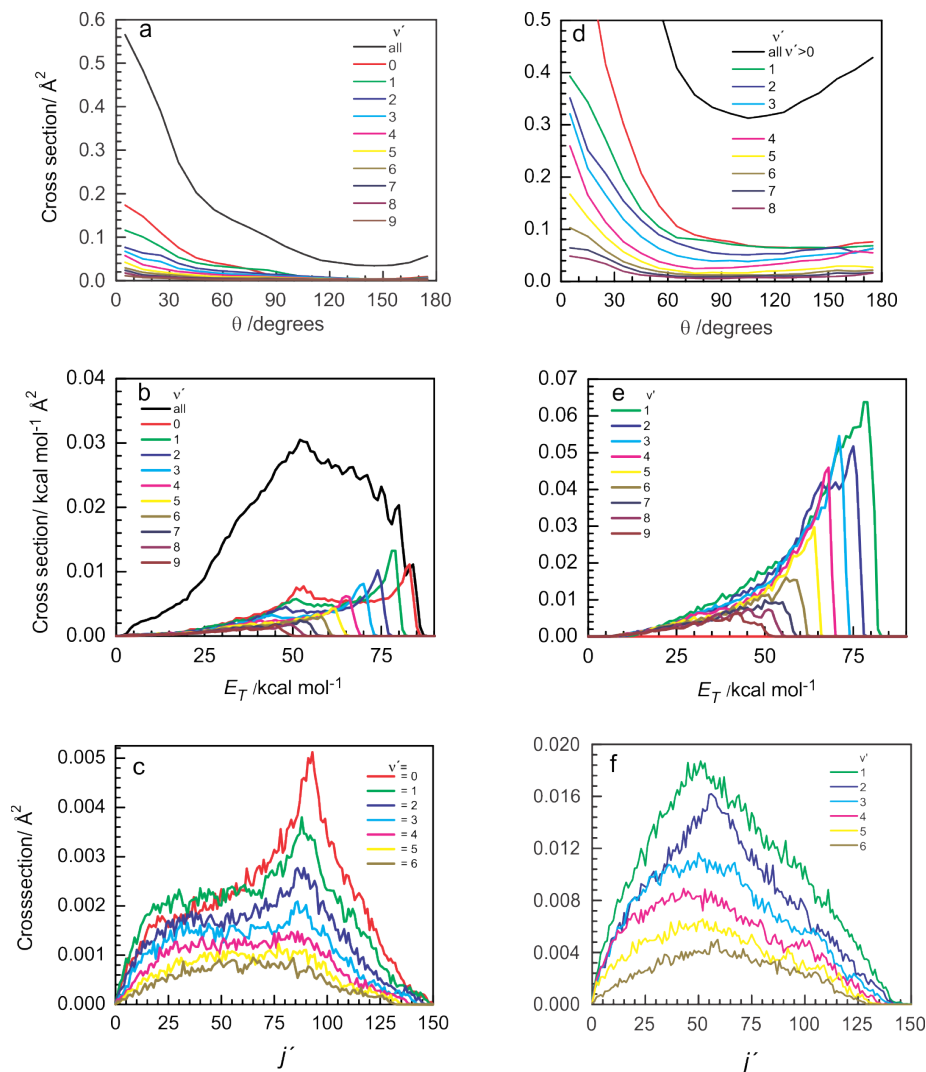 a
Cross section/ Å²
0.6
0.5
0.4
0.3
0.2
0.1
0.0
ν´
all
0
1
2
3
4
5
6
7
8
9
0 30 60 90 120 150 180
θ /degrees
d
0.5
0.4
0.3
0.2
0.1
0.0
ν´
all ν´>0
1
2
3
4
5
6
7
8
0 30 60 90 120 150 180
θ /degrees
b
Cross section/ kcal mol⁻¹ Å²
0.04
0.03
0.02
0.01
0.00
ν´
all
0
1
2
3
4
5
6
7
8
9
0 25 50 75
E_T /kcal mol⁻¹
e
0.07
0.06
0.05
0.04
0.03
0.02
0.01
0.00
v'
1
2
3
4
5
6
7
8
9
0 25 50 75
E_T /kcal mol⁻¹
c
Crosssection/ Å²
0.005
0.004
0.003
0.002
0.001
0.000
ν´=
= 0
= 1
= 2
= 3
= 4
= 5
= 6
0 25 50 75 100 125 150
j´
f
0.020
0.016
0.012
0.008
0.004
0.000
v'
1
2
3
4
5
6
0 25 50 75 100 125 150
j´